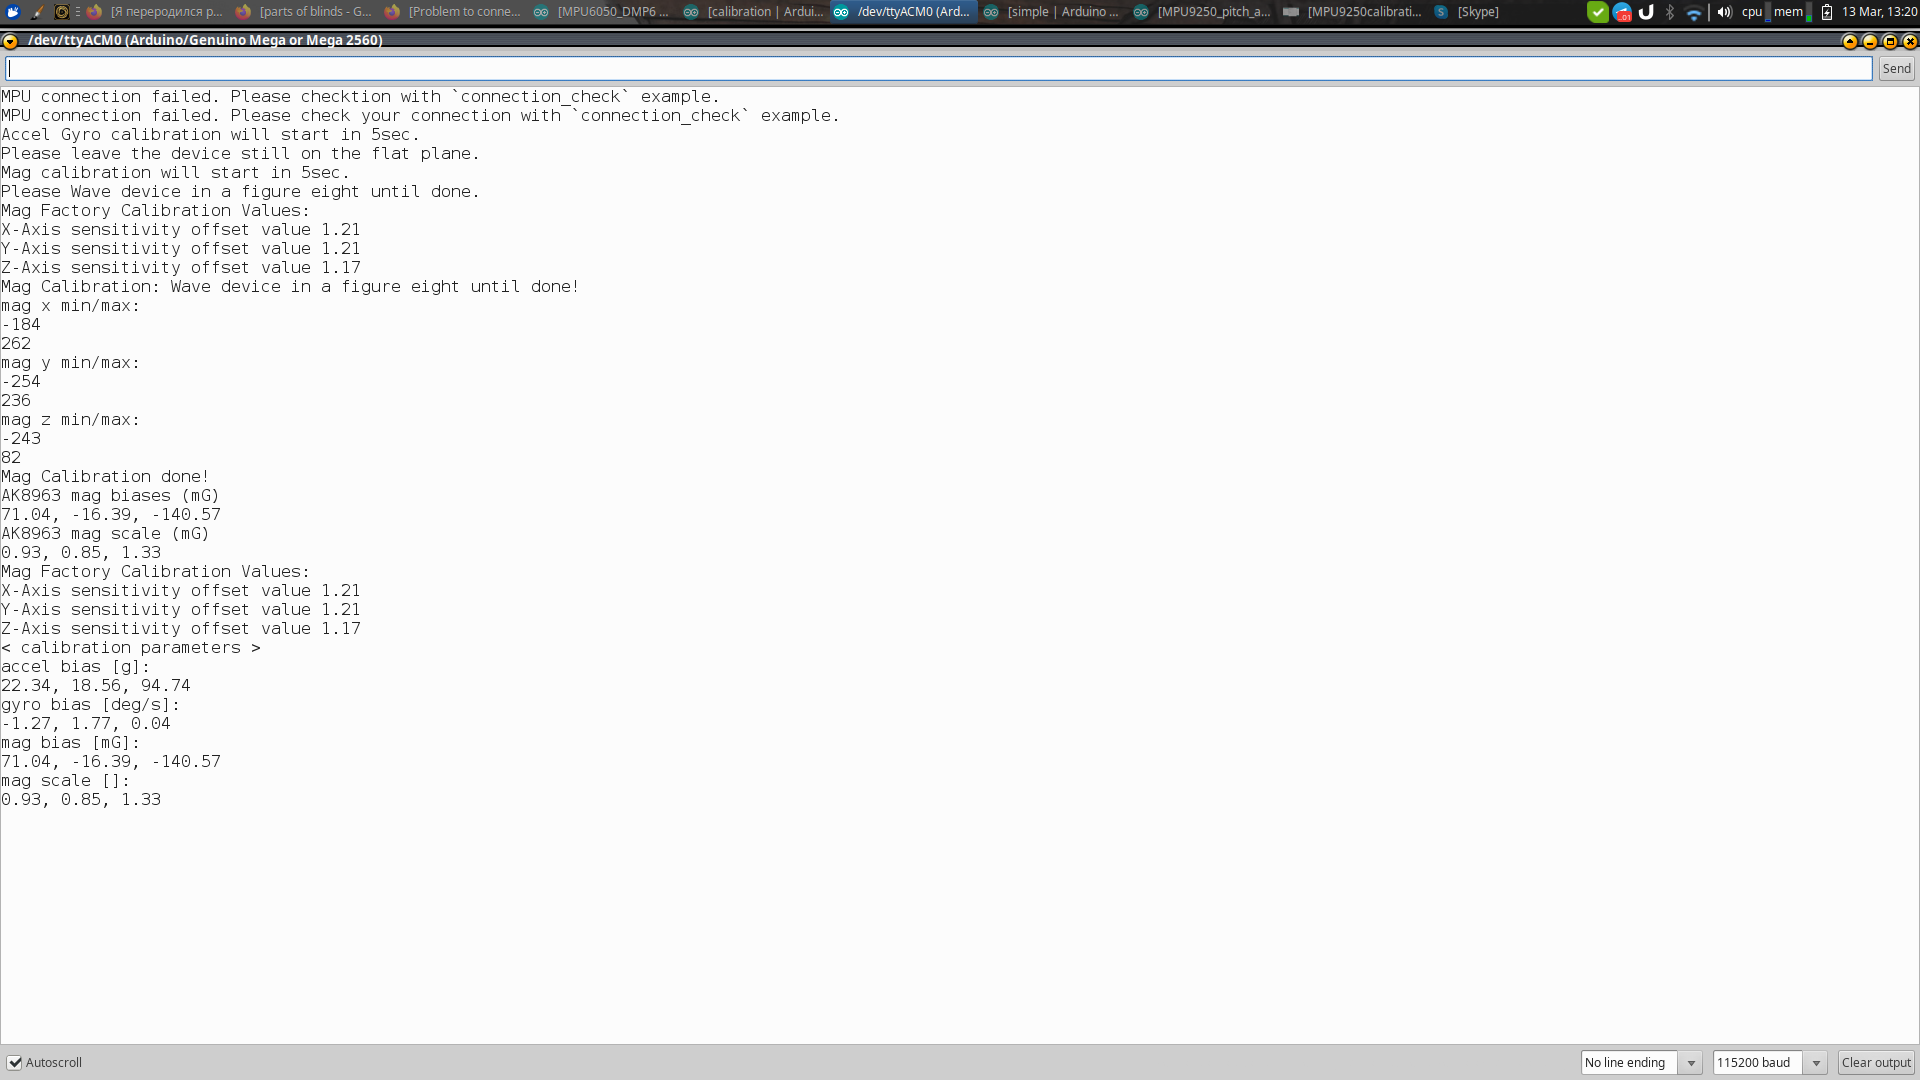 [Я переродился р...
[parts of blinds - G...
[Problem to conne...
[MPU6050_DMP6 ...
[calibration | Ardui...
/dev/ttyACM0 (Ard...
[simple | Arduino ...
[MPU9250_pitch_a...
[MPU9250calibrati...
[Skype]
cpu
mem
13 Mar, 13:20
/dev/ttyACM0 (Arduino/Genuino Mega or Mega 2560)
Send
MPU connection failed. Please checktion with `connection_check` example.
MPU connection failed. Please check your connection with `connection_check` example.
Accel Gyro calibration will start in 5sec.
Please leave the device still on the flat plane.
Mag calibration will start in 5sec.
Please Wave device in a figure eight until done.
Mag Factory Calibration Values:
X-Axis sensitivity offset value 1.21
Y-Axis sensitivity offset value 1.21
Z-Axis sensitivity offset value 1.17
Mag Calibration: Wave device in a figure eight until done!
mag x min/max:
-184
262
mag y min/max:
-254
236
mag z min/max:
-243
82
Mag Calibration done!
AK8963 mag biases (mG)
71.04, -16.39, -140.57
AK8963 mag scale (mG)
0.93, 0.85, 1.33
Mag Factory Calibration Values:
X-Axis sensitivity offset value 1.21
Y-Axis sensitivity offset value 1.21
Z-Axis sensitivity offset value 1.17
< calibration parameters >
accel bias [g]:
22.34, 18.56, 94.74
gyro bias [deg/s]:
-1.27, 1.77, 0.04
mag bias [mG]:
71.04, -16.39, -140.57
mag scale []:
0.93, 0.85, 1.33
Autoscroll
No line ending
115200 baud
Clear output